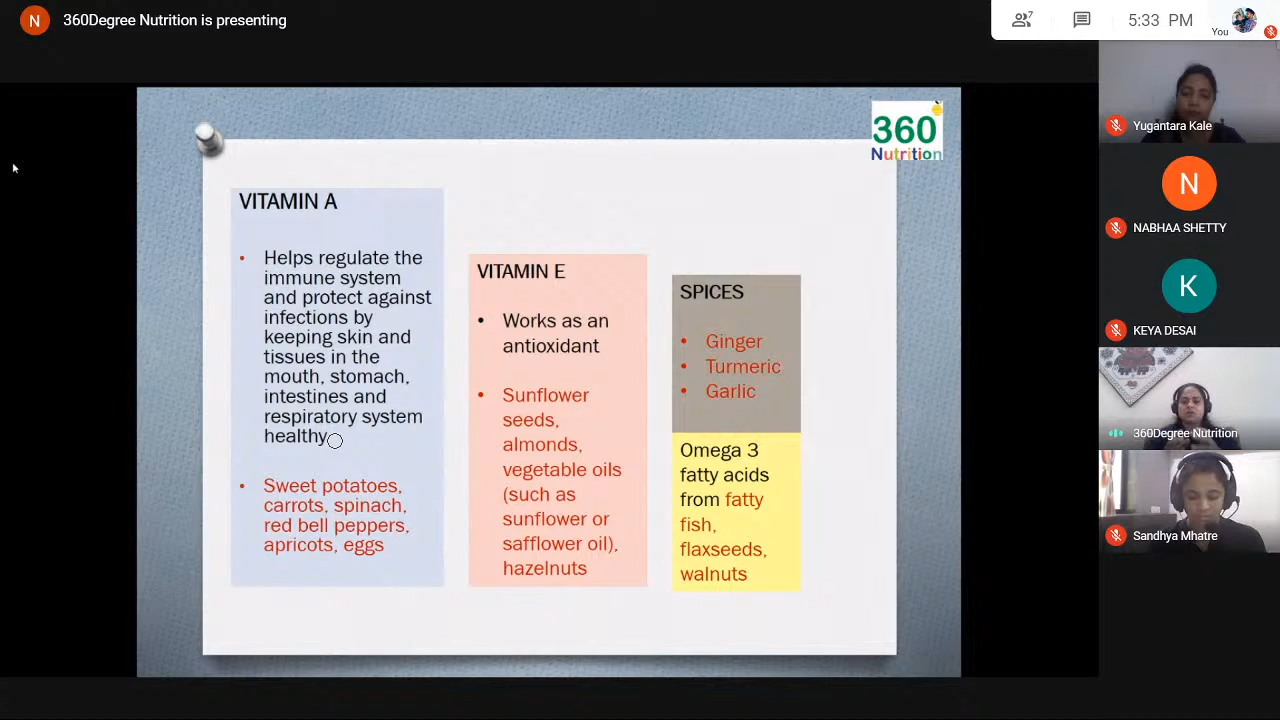 N
360Degree Nutrition is presenting
7
5:33 PM
You
360
Nutrition
VITAMIN A
• Helps regulate the
immune system
and protect against
infections by
keeping skin and
tissues in the
mouth, stomach,
intestines and
respiratory system
healthy
• Sweet potatoes,
carrots, spinach,
red bell peppers,
apricots, eggs
VITAMIN E
• Works as an
antioxidant
• Sunflower
seeds,
almonds,
vegetable oils
(such as
sunflower or
safflower oil),
hazelnuts
SPICES
• Ginger
• Turmeric
• Garlic
Omega 3
fatty acids
from fatty
fish,
flaxseeds,
walnuts
Yugantara Kale
N
NABHAA SHETTY
K
KEYA DESAI
360Degree Nutrition
Sandhya Mhatre